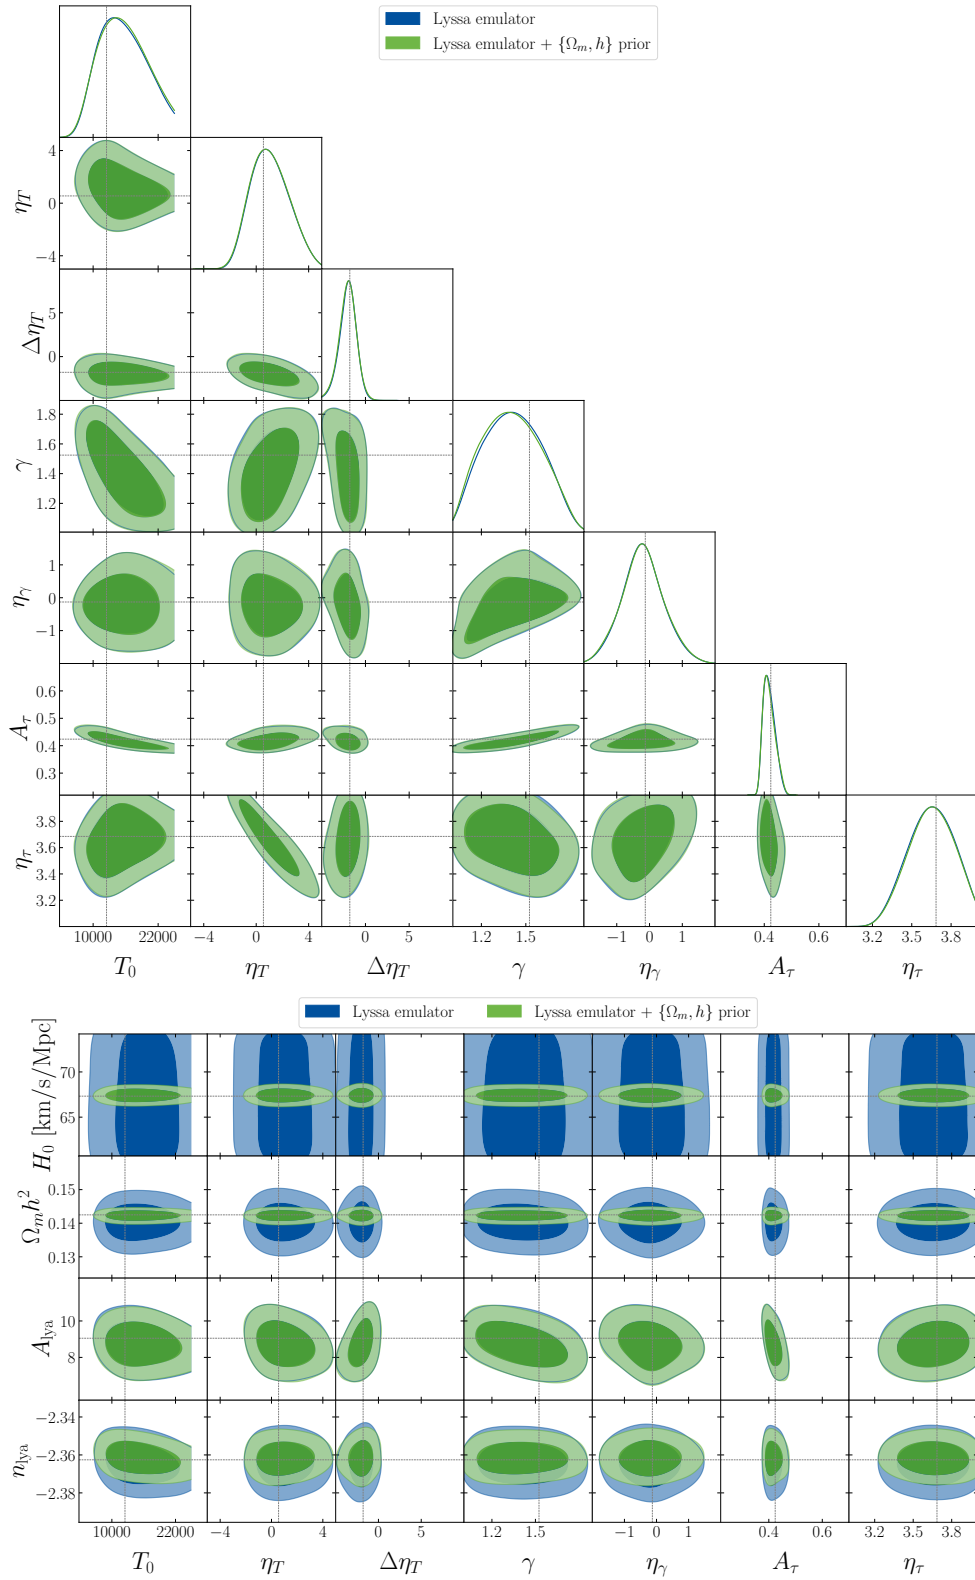 Lyssa emulator
Lyssa emulator + {Ωm, h} prior
4
0
−4
ηT
5
0
ΔηT
1.8
1.6
1.4
1.2
γ
1
0
−1
ηγ
0.6
0.5
0.4
0.3
Aτ
3.8
3.6
3.4
3.2
ητ
10000 22000 −4 0 4 0 5 1.2 1.5 −1 0 1 0.4 0.6 3.2 3.5 3.8
T0 ηT ΔηT γ ηγ Aτ ητ
Lyssa emulator Lyssa emulator + {Ωm, h} prior
70
65
H0 [km/s/Mpc]
0.15
0.14
0.13
Ωmh²
10
8
Alya
−2.34
−2.36
−2.38
nlya
10000 22000 −4 0 4 0 5 1.2 1.5 −1 0 1 0.4 0.6 3.2 3.5 3.8
T0 ηT ΔηT γ ηγ Aτ ητ